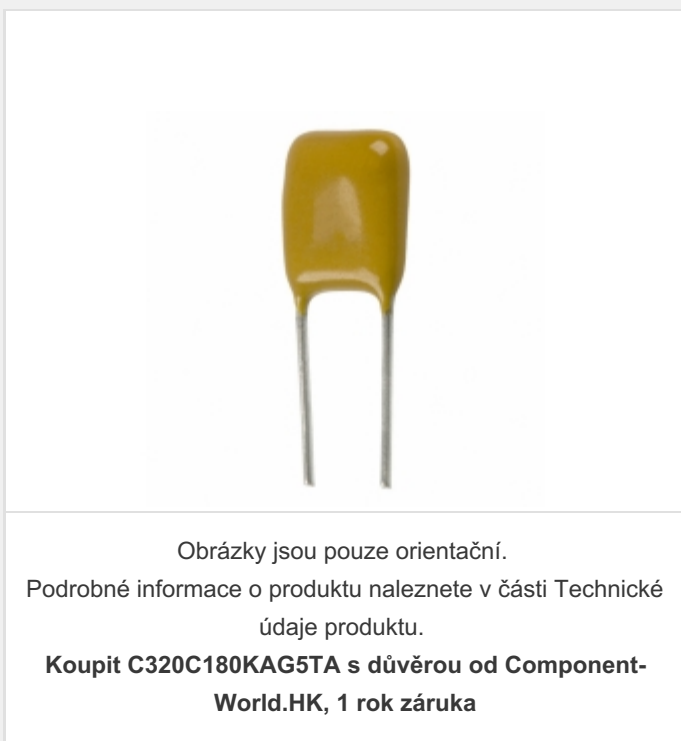 Obrázky jsou pouze orientační.
Podrobné informace o produktu naleznete v části Technické
údaje produktu.
Koupit C320C180KAG5TA s důvěrou od Component-
World.HK, 1 rok záruka